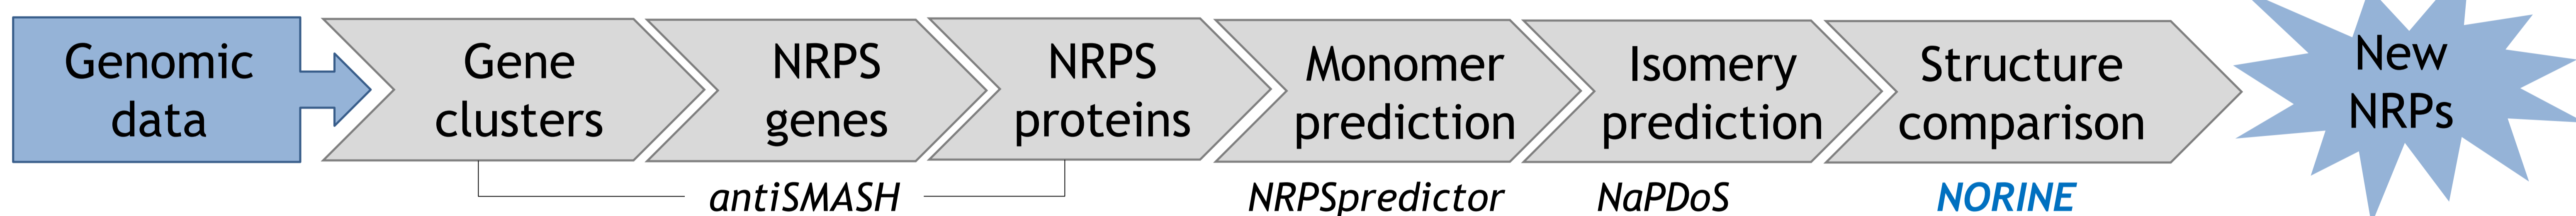 Genomic
data
Gene
clusters
NRPS
genes
NRPS
proteins
Monomer
prediction
Isomery
prediction
Structure
comparison
New
NRPs
antiSMASH
NRPSpredictor
NaPDoS
NORINE